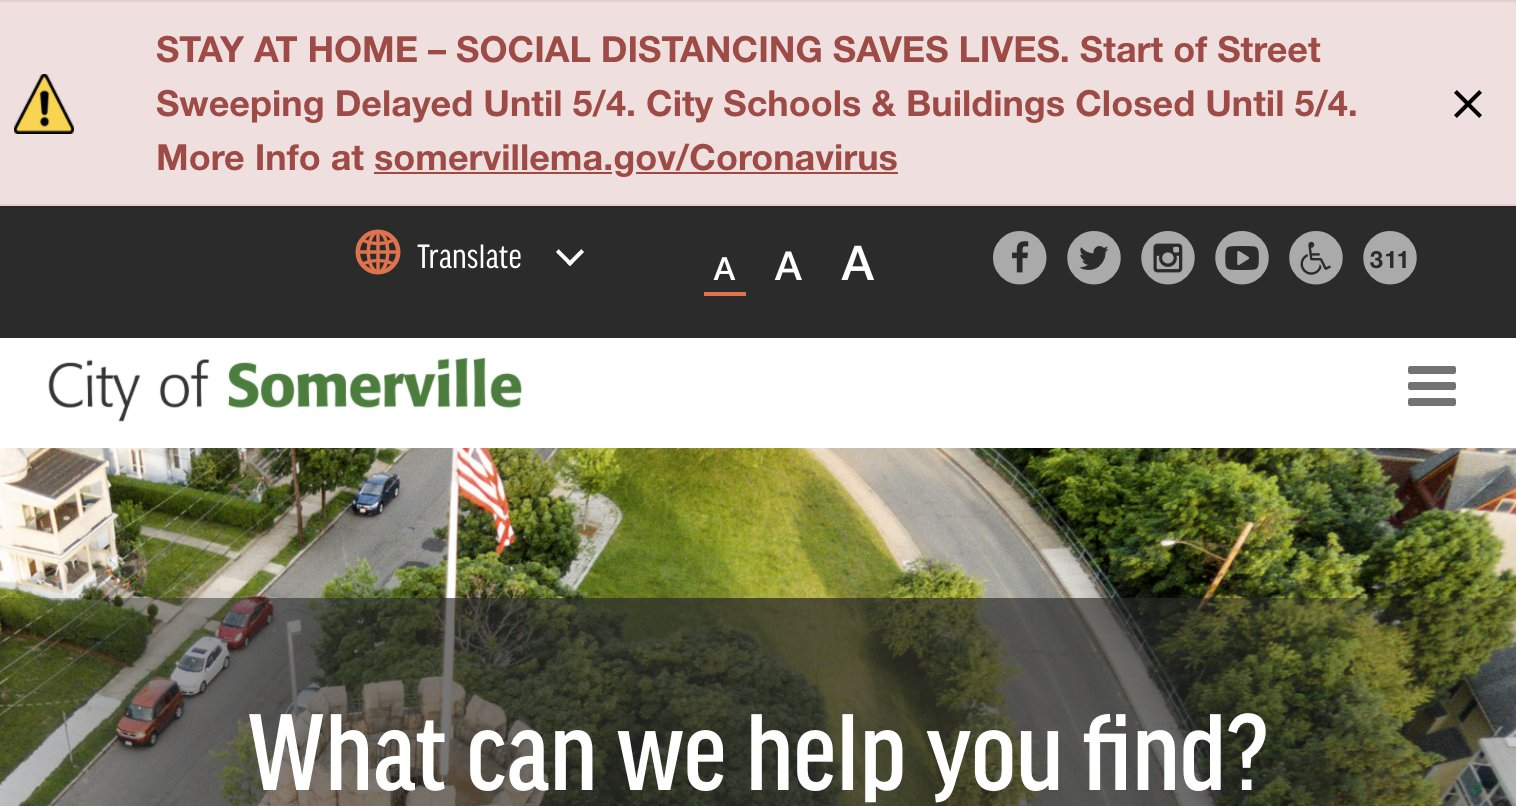 STAY AT HOME – SOCIAL DISTANCING SAVES LIVES. Start of Street
Sweeping Delayed Until 5/4. City Schools & Buildings Closed Until 5/4.
More Info at somervillema.gov/Coronavirus
Translate A A A 311
City of Somerville
What can we help you find?